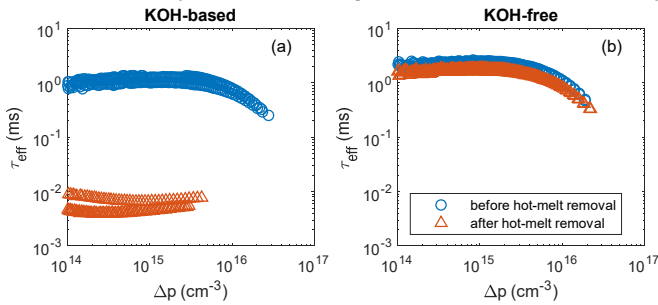 KOH-based
KOH-free
(a)
(b)
10^1
10^0
10^-1
10^-2
10^-3
τ_eff (ms)
10^14
10^15
10^16
10^17
Δp (cm^-3)
10^1
10^0
10^-1
10^-2
10^-3
τ_eff (ms)
before hot-melt removal
after hot-melt removal
10^14
10^15
10^16
10^17
Δp (cm^-3)